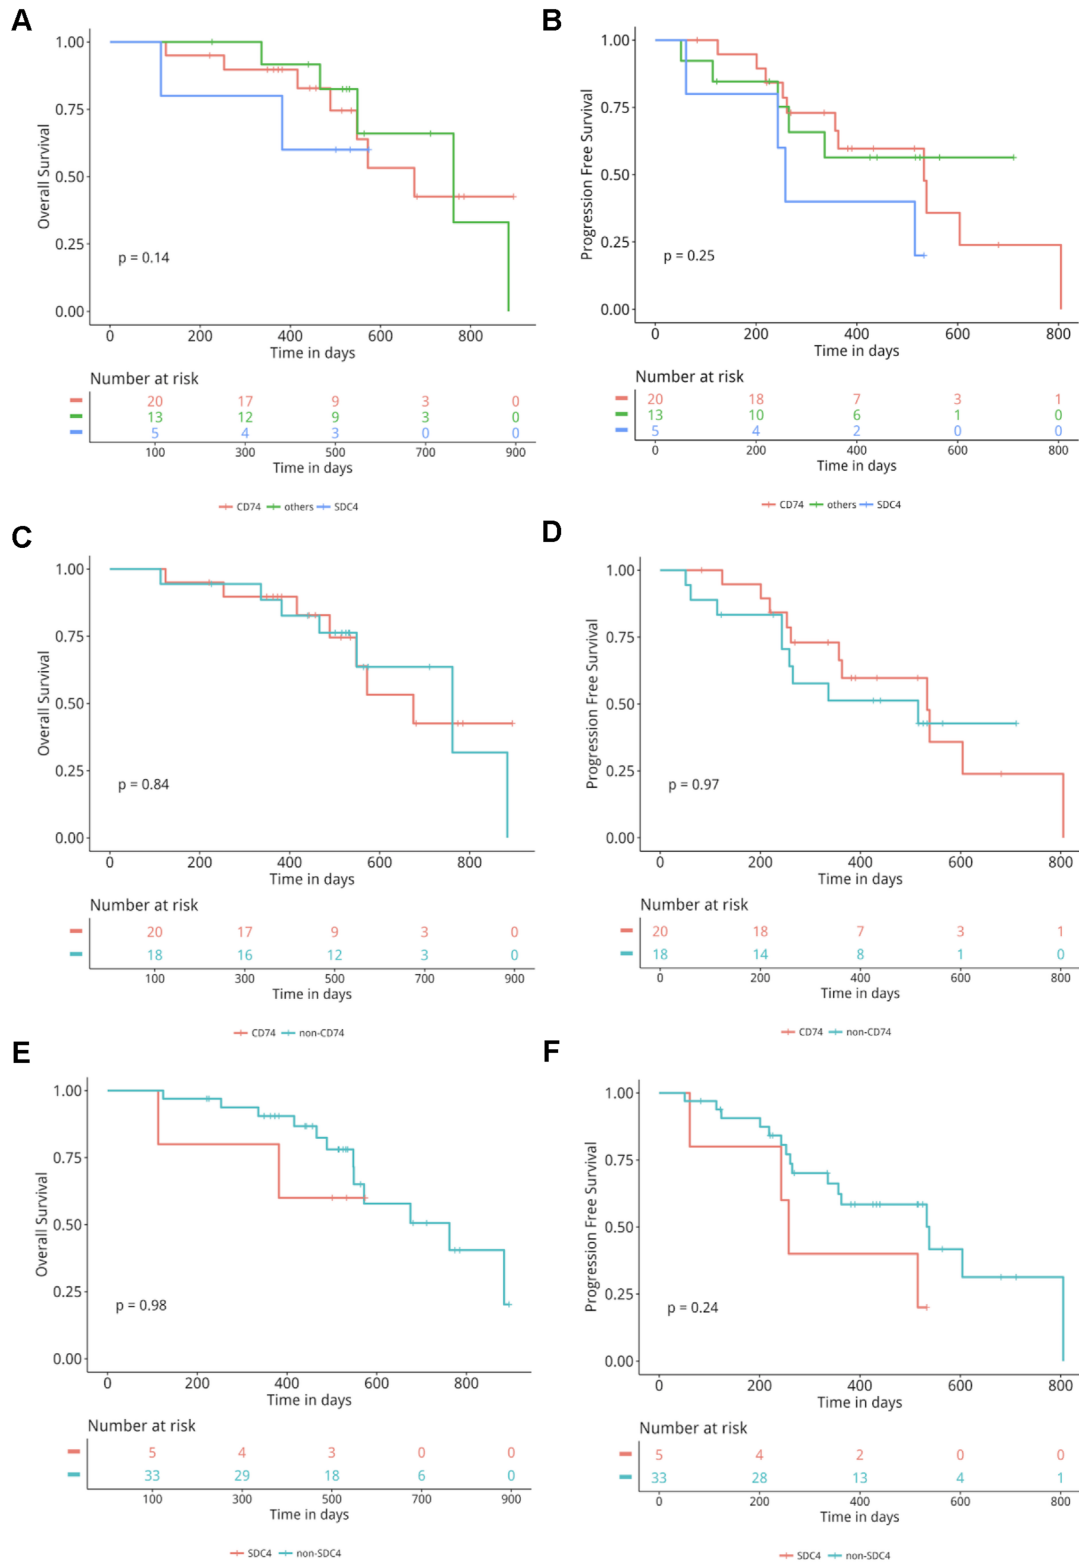 A
Overall Survival
1.00
0.75
0.50
0.25
0.00
p = 0.14
0 200 400 600 800
Time in days
Number at risk
20 17 9 3 0
13 12 9 3 0
5 4 3 0 0
100 300 500 700 900
Time in days
CD74 others SDC4
B
Progression Free Survival
1.00
0.75
0.50
0.25
0.00
p = 0.25
0 200 400 600 800
Time in days
Number at risk
20 18 7 3 1
13 10 6 1 0
5 4 2 0 0
0 200 400 600 800
Time in days
CD74 others SDC4
C
Overall Survival
1.00
0.75
0.50
0.25
0.00
p = 0.84
0 200 400 600 800
Time in days
Number at risk
20 17 9 3 0
18 16 12 3 0
100 300 500 700 900
Time in days
CD74 non-CD74
D
Progression Free Survival
1.00
0.75
0.50
0.25
0.00
p = 0.97
0 200 400 600 800
Time in days
Number at risk
20 18 7 3 1
18 14 8 1 0
0 200 400 600 800
Time in days
CD74 non-CD74
E
Overall Survival
1.00
0.75
0.50
0.25
0.00
p = 0.98
0 200 400 600 800
Time in days
Number at risk
5 4 3 0 0
33 29 18 6 0
100 300 500 700 900
Time in days
SDC4 non-SDC4
F
Progression Free Survival
1.00
0.75
0.50
0.25
0.00
p = 0.24
0 200 400 600 800
Time in days
Number at risk
5 4 2 0 0
33 28 13 4 1
0 200 400 600 800
Time in days
SDC4 non-SDC4